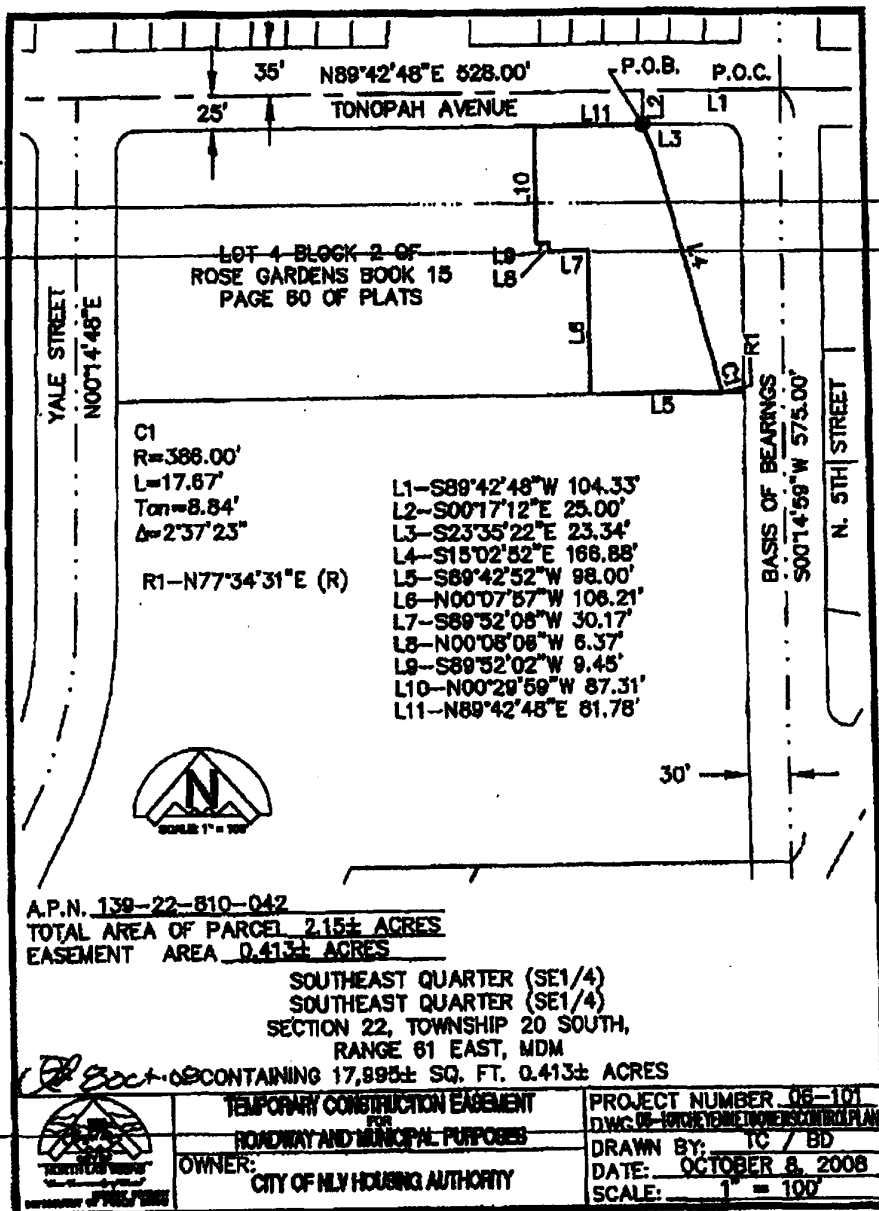 35' N89°42'48"E 528.00' P.O.B. P.O.C.
25' TONOPAH AVENUE L11 L2 L1
L3
L10
L4
LOT 4 BLOCK 2 OF
ROSE GARDENS BOOK 15
PAGE 60 OF PLATS
L9
L8
L7
L6
YALE STREET
N00°14'48"E
C1
R1
L5
BASIS OF BEARINGS
S00°14'59"W 575.00'
N. 5TH STREET
C1
R=386.00'
L=17.67'
Tan=8.84'
Δ=2°37'23"
R1-N77°34'31"E (R)
L1-S89°42'48"W 104.33'
L2-S00°17'12"E 25.00'
L3-S23°35'22"E 23.34'
L4-S15°02'52"E 166.88'
L5-S89°42'52"W 98.00'
L6-N00°07'57"W 106.21'
L7-S89°52'08"W 30.17'
L8-N00°08'08"W 6.37'
L9-S89°52'02"W 9.45'
L10-N00°29'59"W 87.31'
L11-N89°42'48"E 81.78'
30'
N
SCALE: 1" = 100'
A.P.N. 139-22-810-042
TOTAL AREA OF PARCEL 2.15± ACRES
EASEMENT AREA 0.413± ACRES
SOUTHEAST QUARTER (SE1/4)
SOUTHEAST QUARTER (SE1/4)
SECTION 22, TOWNSHIP 20 SOUTH,
RANGE 61 EAST, MDM
8 Oct 08 CONTAINING 17,995± SQ. FT. 0.413± ACRES
TEMPORARY CONSTRUCTION EASEMENT
FOR
ROADWAY AND MUNICIPAL PURPOSES
OWNER:
CITY OF NLV HOUSING AUTHORITY
PROJECT NUMBER 06-101
DRAWN BY: TC / BD
DATE: OCTOBER 8, 2008
SCALE: 1" = 100'